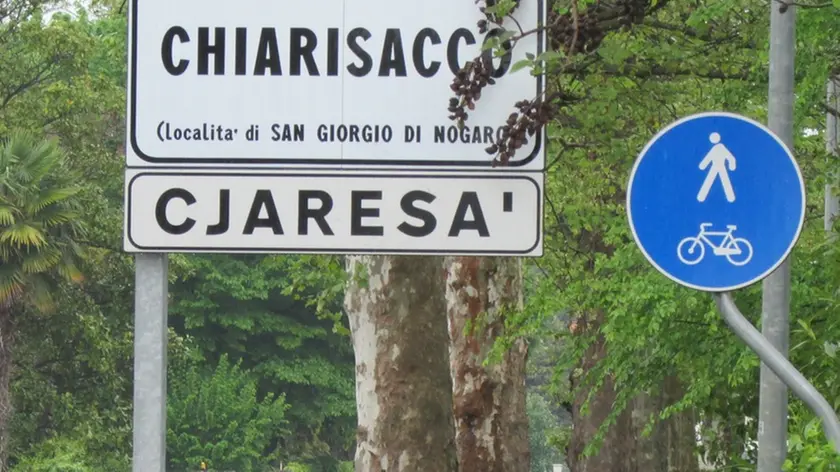 CHIARISACCO
(Localita' di SAN GIORGIO DI NOGARO
CJARESA'